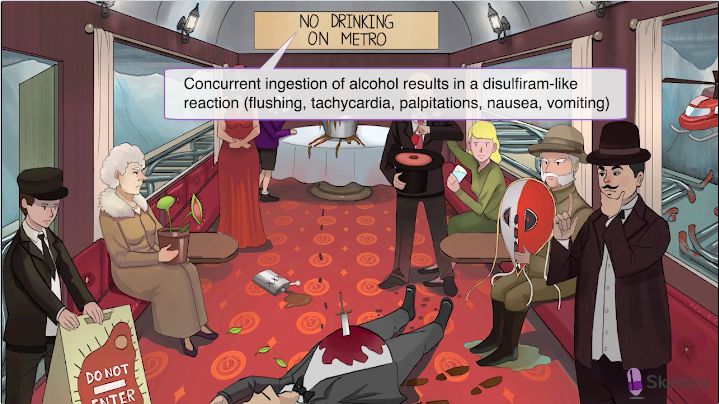 NO DRINKING
ON METRO
Concurrent ingestion of alcohol results in a disulfiram-like
reaction (flushing, tachycardia, palpitations, nausea, vomiting)
DO NOT
ENTER